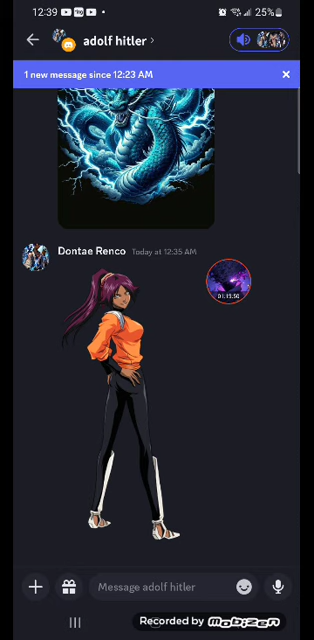 12:39 25%
adolf hitler
1 new message since 12:23 AM
Dontae Renco Today at 12:35 AM
01:13:50
Message adolf hitler
Recorded by Mobizen